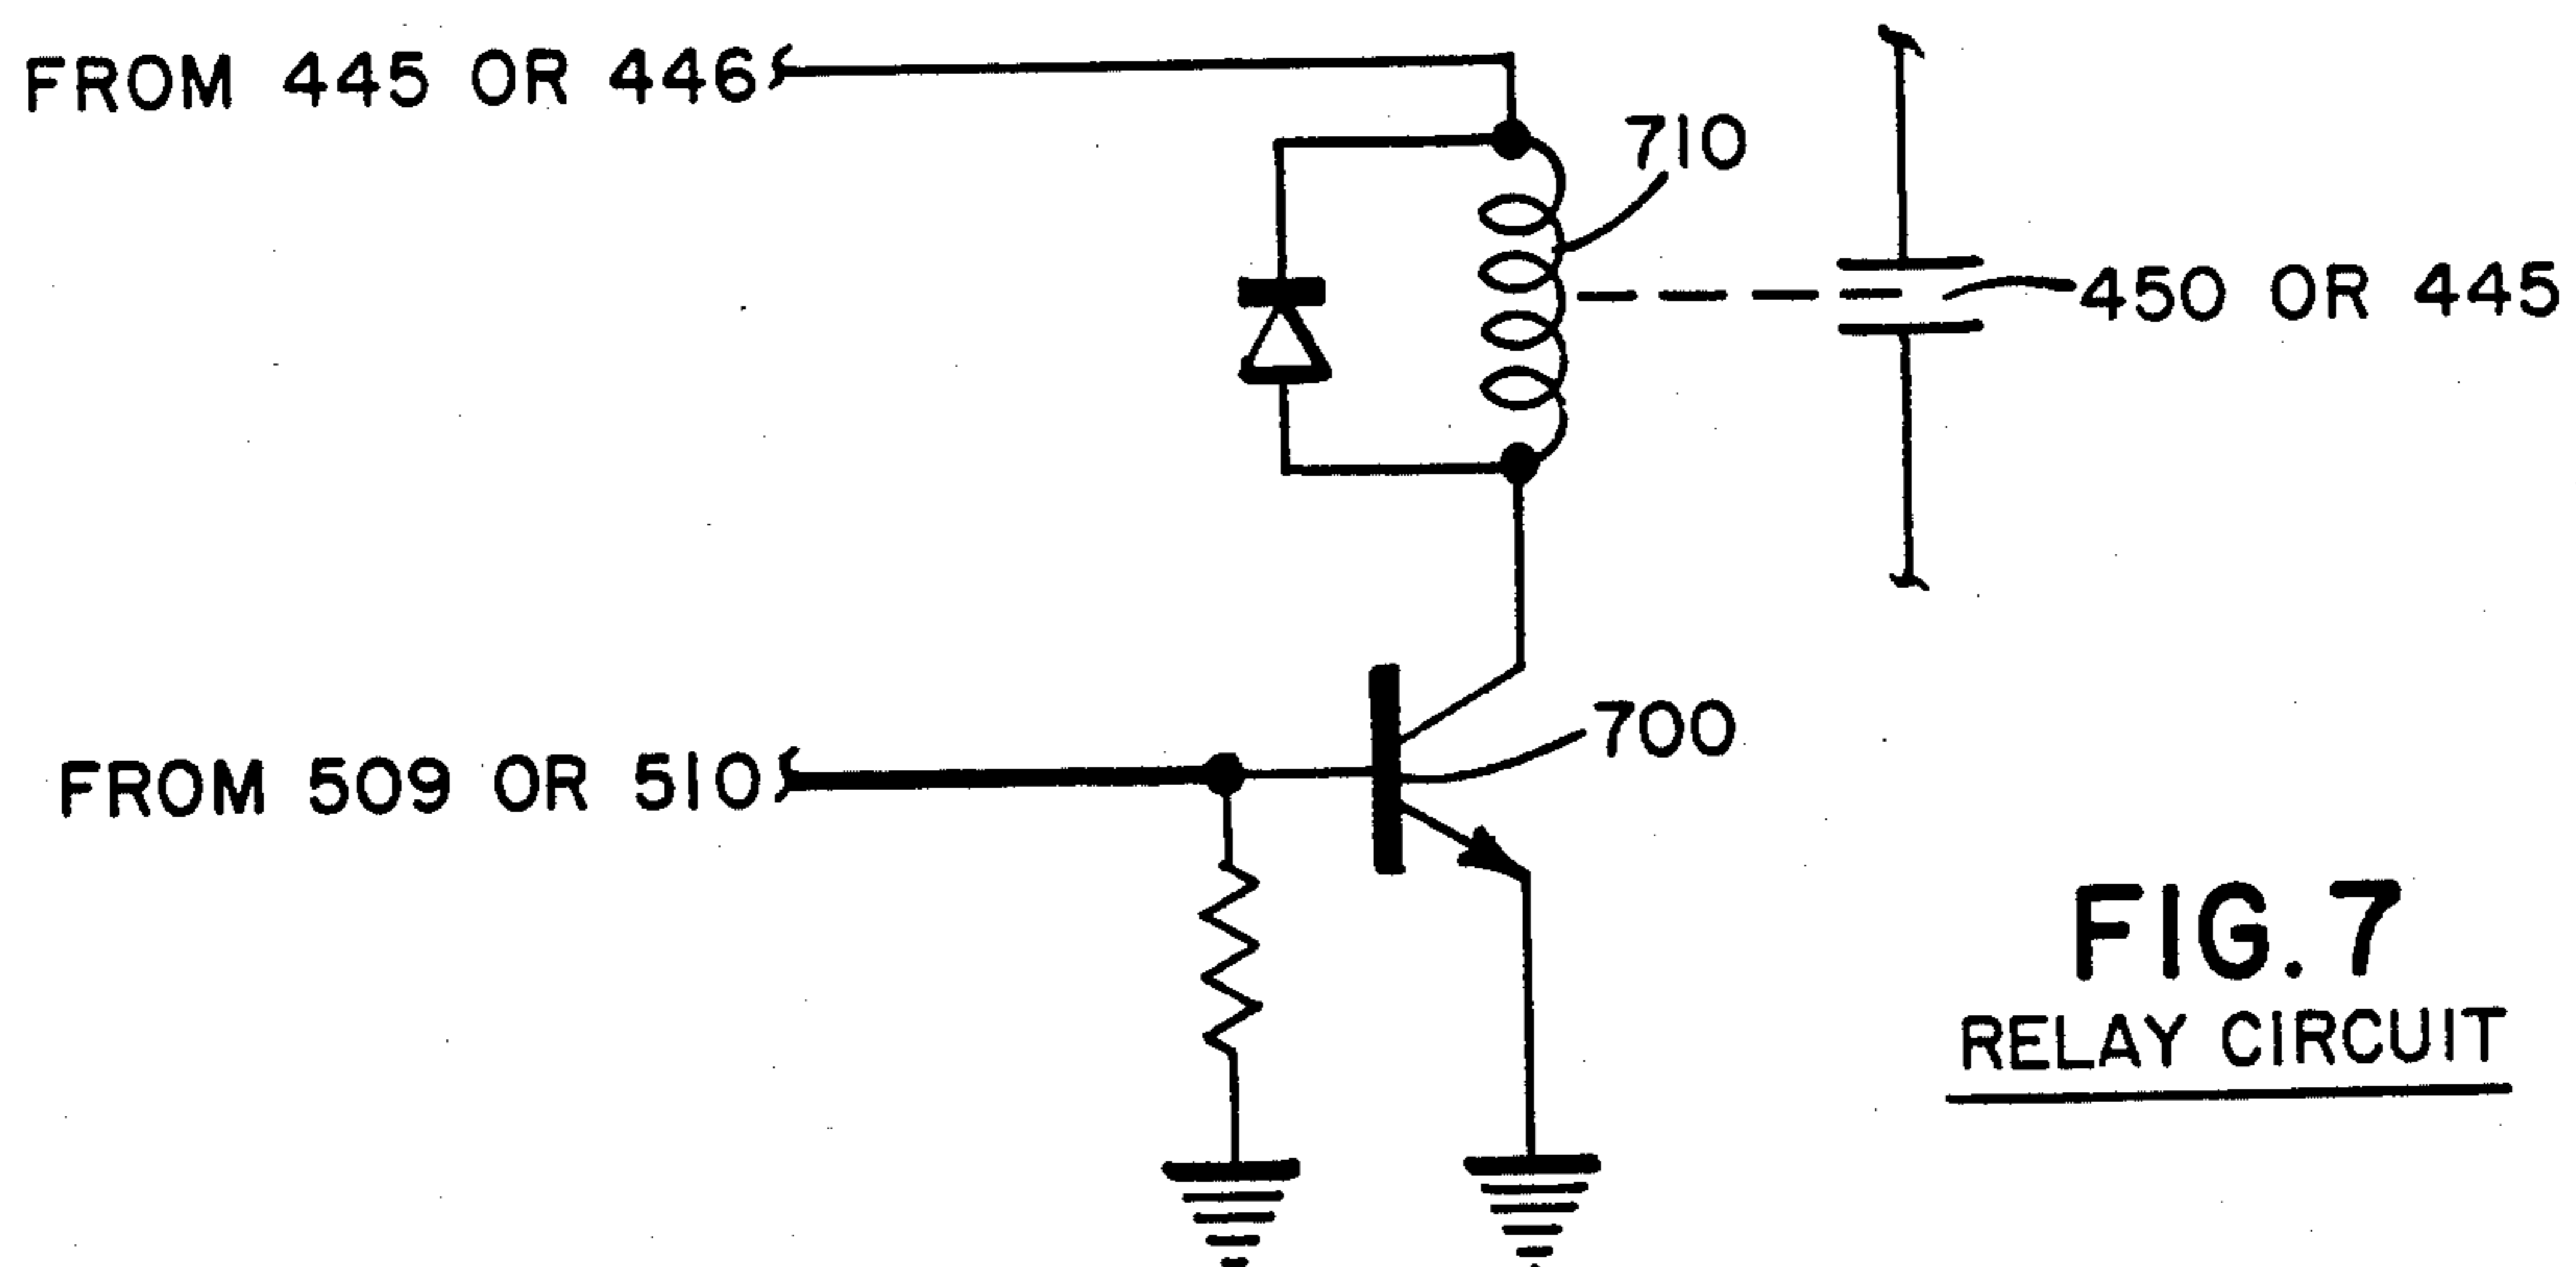 FROM 445 OR 446
710
450 OR 445
FROM 509 OR 510
700
FIG. 7
RELAY CIRCUIT